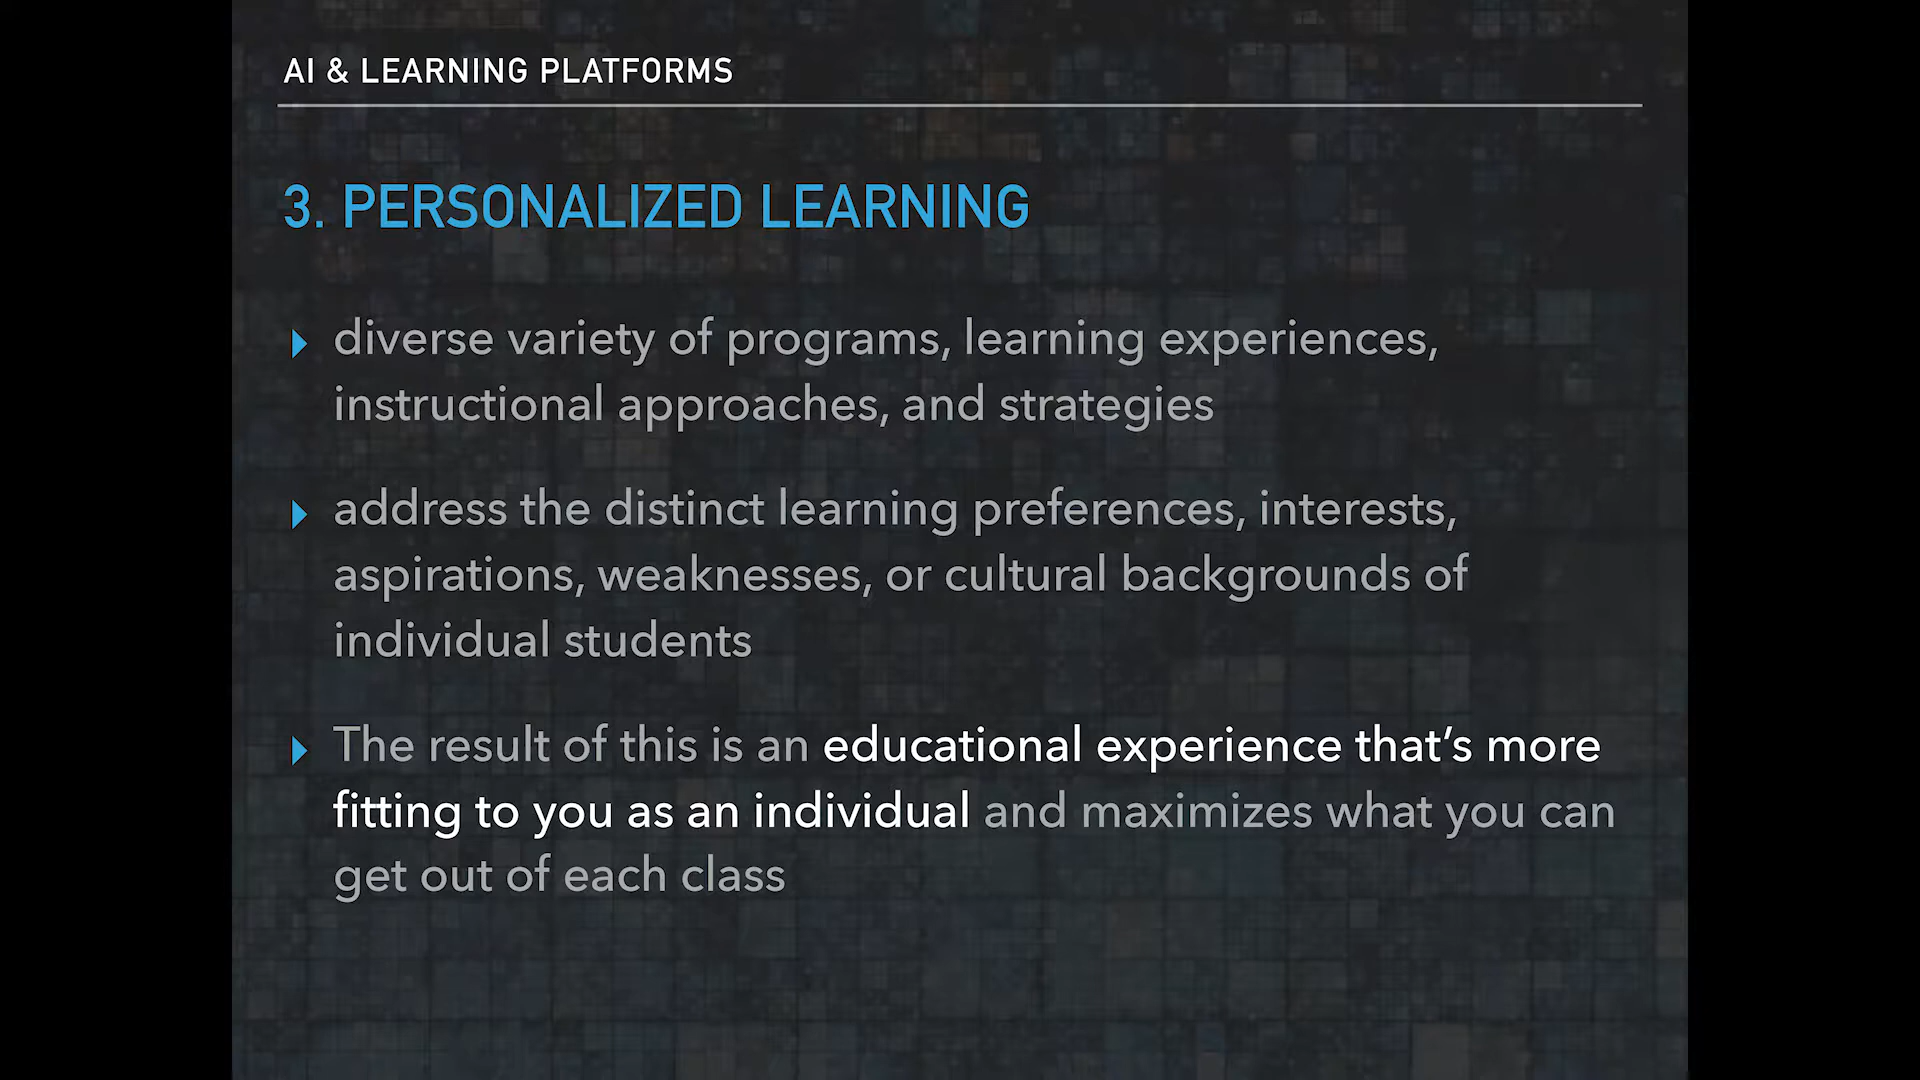 AI & LEARNING PLATFORMS
3. PERSONALIZED LEARNING
diverse variety of programs, learning experiences,
instructional approaches, and strategies
address the distinct learning preferences, interests,
aspirations, weaknesses, or cultural backgrounds of
individual students
The result of this is an educational experience that’s more
fitting to you as an individual and maximizes what you can
get out of each class